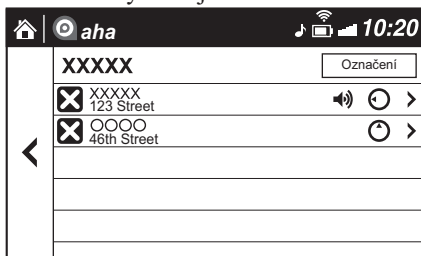 aha 10:20
XXXXX Označení
XXXXX
123 Street
OOOO
46th Street